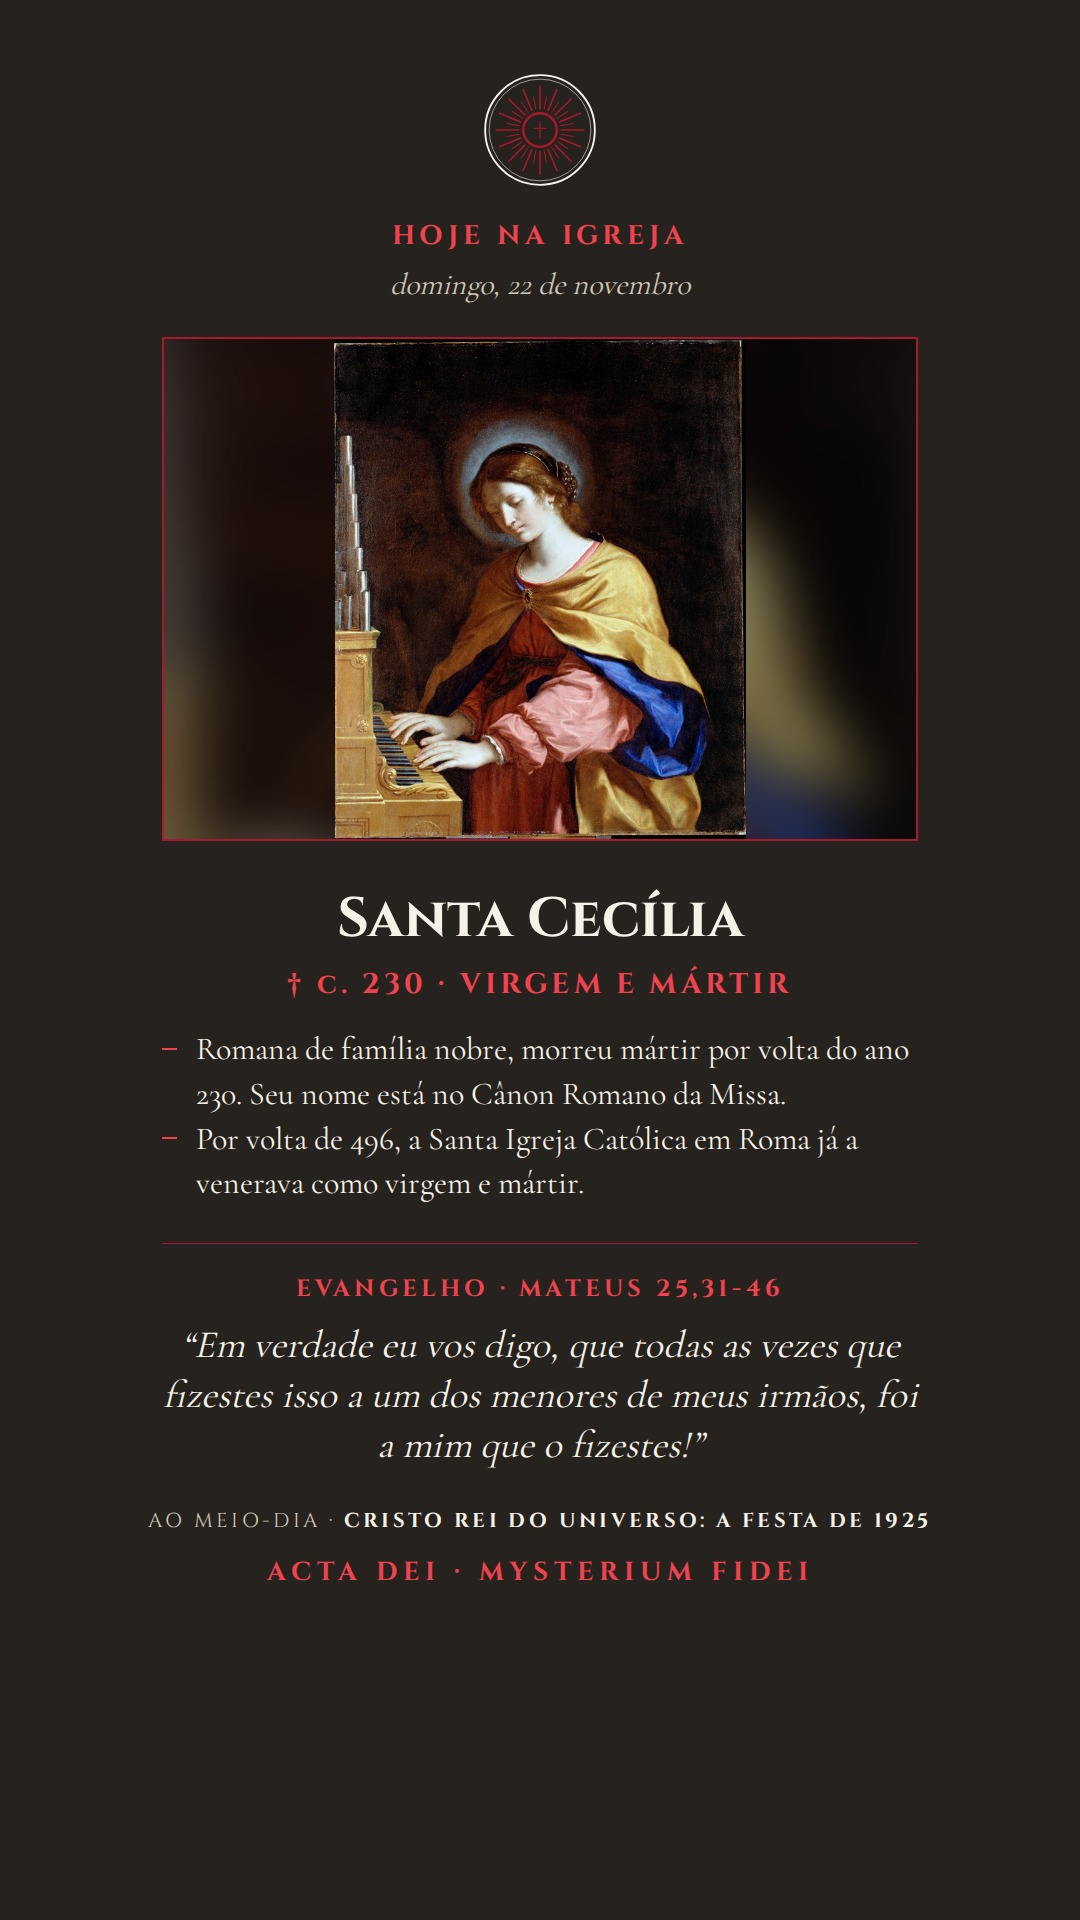 HOJE NA IGREJA
domingo, 22 de novembro
SANTA CECÍLIA
† C. 230 · VIRGEM E MÁRTIR
– Romana de família nobre, morreu mártir por volta do ano
230. Seu nome está no Cânon Romano da Missa.
– Por volta de 496, a Santa Igreja Católica em Roma já a
venerava como virgem e mártir.
EVANGELHO · MATEUS 25,31-46
“Em verdade eu vos digo, que todas as vezes que
fizestes isso a um dos menores de meus irmãos, foi
a mim que o fizestes!”
AO MEIO-DIA · CRISTO REI DO UNIVERSO: A FESTA DE 1925
ACTA DEI · MYSTERIUM FIDEI